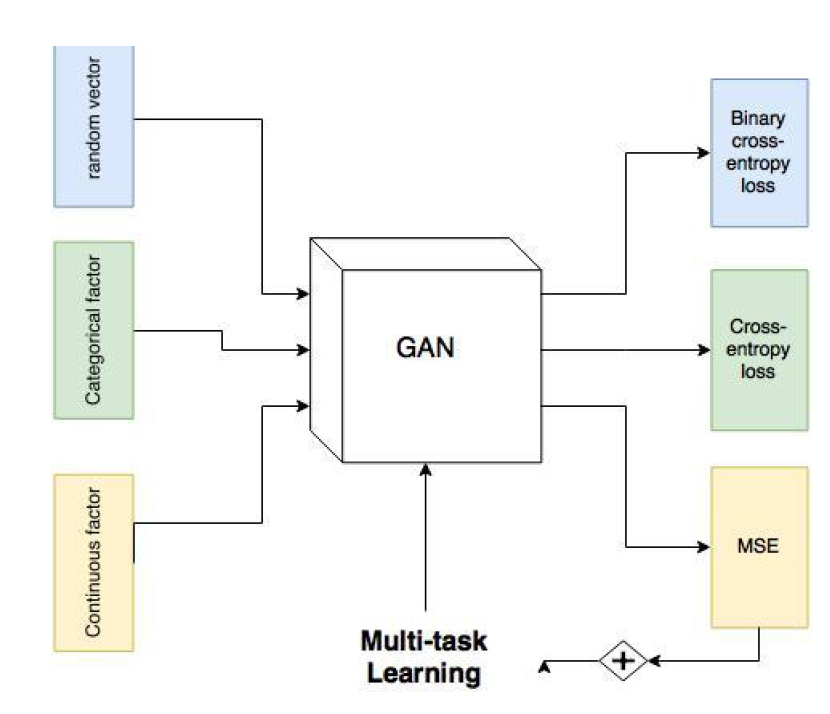 random vector
Categorical factor
Continuous factor
GAN
Multi-task
Learning
Binary
cross-
entropy
loss
Cross-
entropy
loss
MSE
+